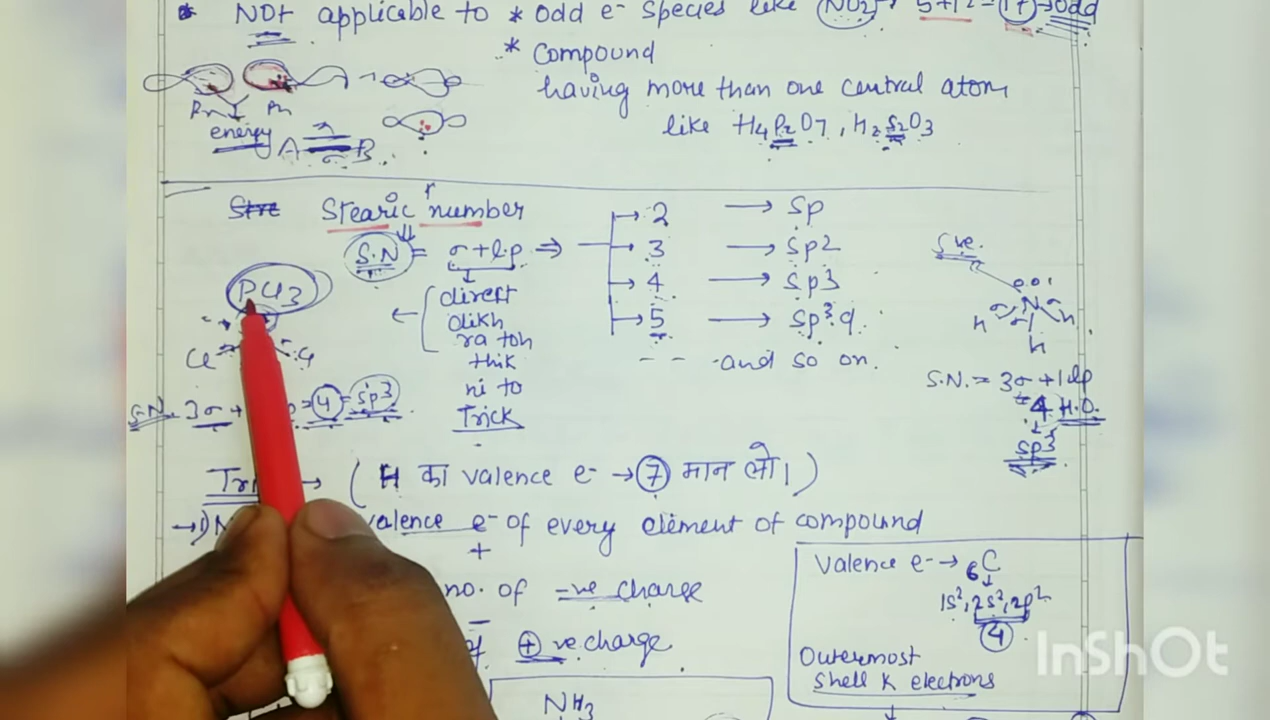 * NOt applicable to * Odd e- species like NO2 → 5+12=17→Odd
* Compound
having more than one central atom
like H4P2O7, H2S2O3
energy A ⇌ B
Stearic number
S.N = σ+l.p ⇒
2 → sp
3 → sp2
4 → sp3
5 → sp3d
-- -and so on.
direct
dikh
ra toh
thik
ni to
Trick
PCl3
Cl Cl
S.N. 3σ+ =4=sp3
N
H H
H
S.N.= 3σ+1lp
=4 H.O.
sp3
→ (H का valence e- → 7 मान लो।)
valence e- of every element of compound
+
no. of -ve charge
-
of + ve charge
Valence e- → 6C
1s2, 2s2, 2p2
4
Outermost
shell K electrons
NH3
InShOt